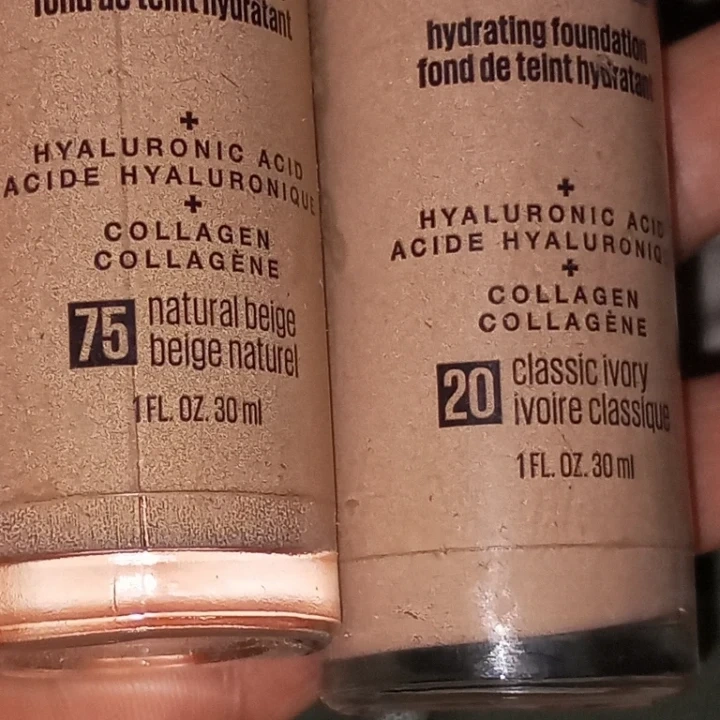 fond de teint hydratant
+
HYALURONIC ACID
ACIDE HYALURONIQUE
+
COLLAGEN
COLLAGÈNE
75 natural beige
beige naturel
1 FL. OZ. 30 ml
hydrating foundation
fond de teint hydratant
+
HYALURONIC ACID
ACIDE HYALURONIQ
+
COLLAGEN
COLLAGÈNE
20 classic ivory
ivoire classique
1 FL. OZ. 30 ml